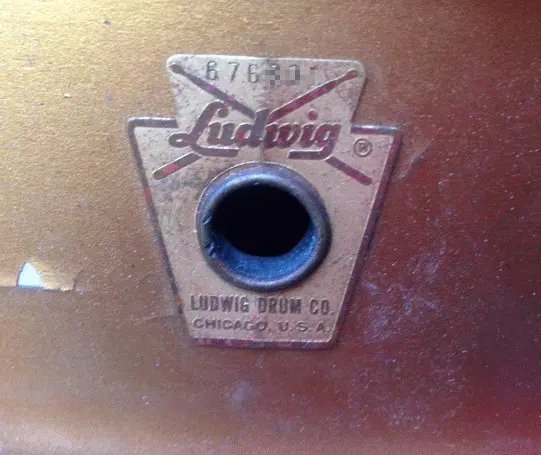 Ludwig ®
LUDWIG DRUM CO.
CHICAGO, U.S.A.